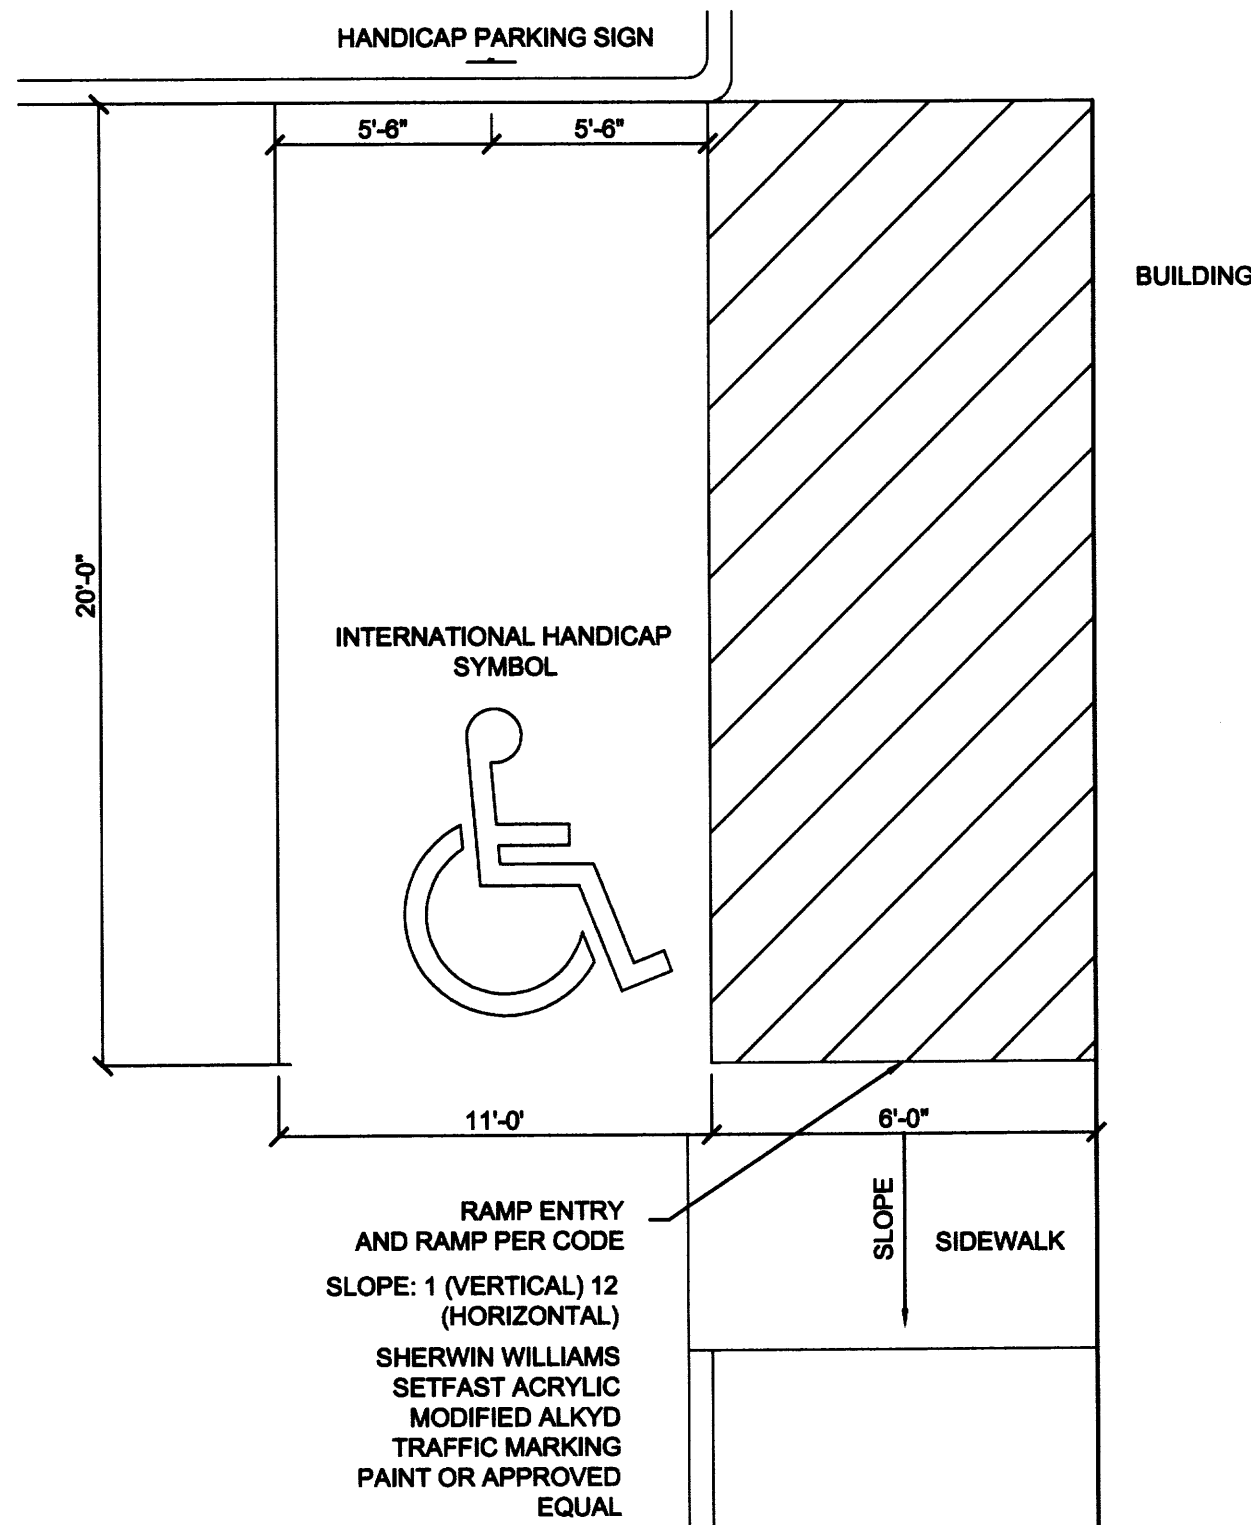 HANDICAP PARKING SIGN
5'-6" 5'-6"
BUILDING
20'-0"
INTERNATIONAL HANDICAP
SYMBOL
11'-0' 6'-0"
RAMP ENTRY
AND RAMP PER CODE
SLOPE
SIDEWALK
SLOPE: 1 (VERTICAL) 12
(HORIZONTAL)
SHERWIN WILLIAMS
SETFAST ACRYLIC
MODIFIED ALKYD
TRAFFIC MARKING
PAINT OR APPROVED
EQUAL